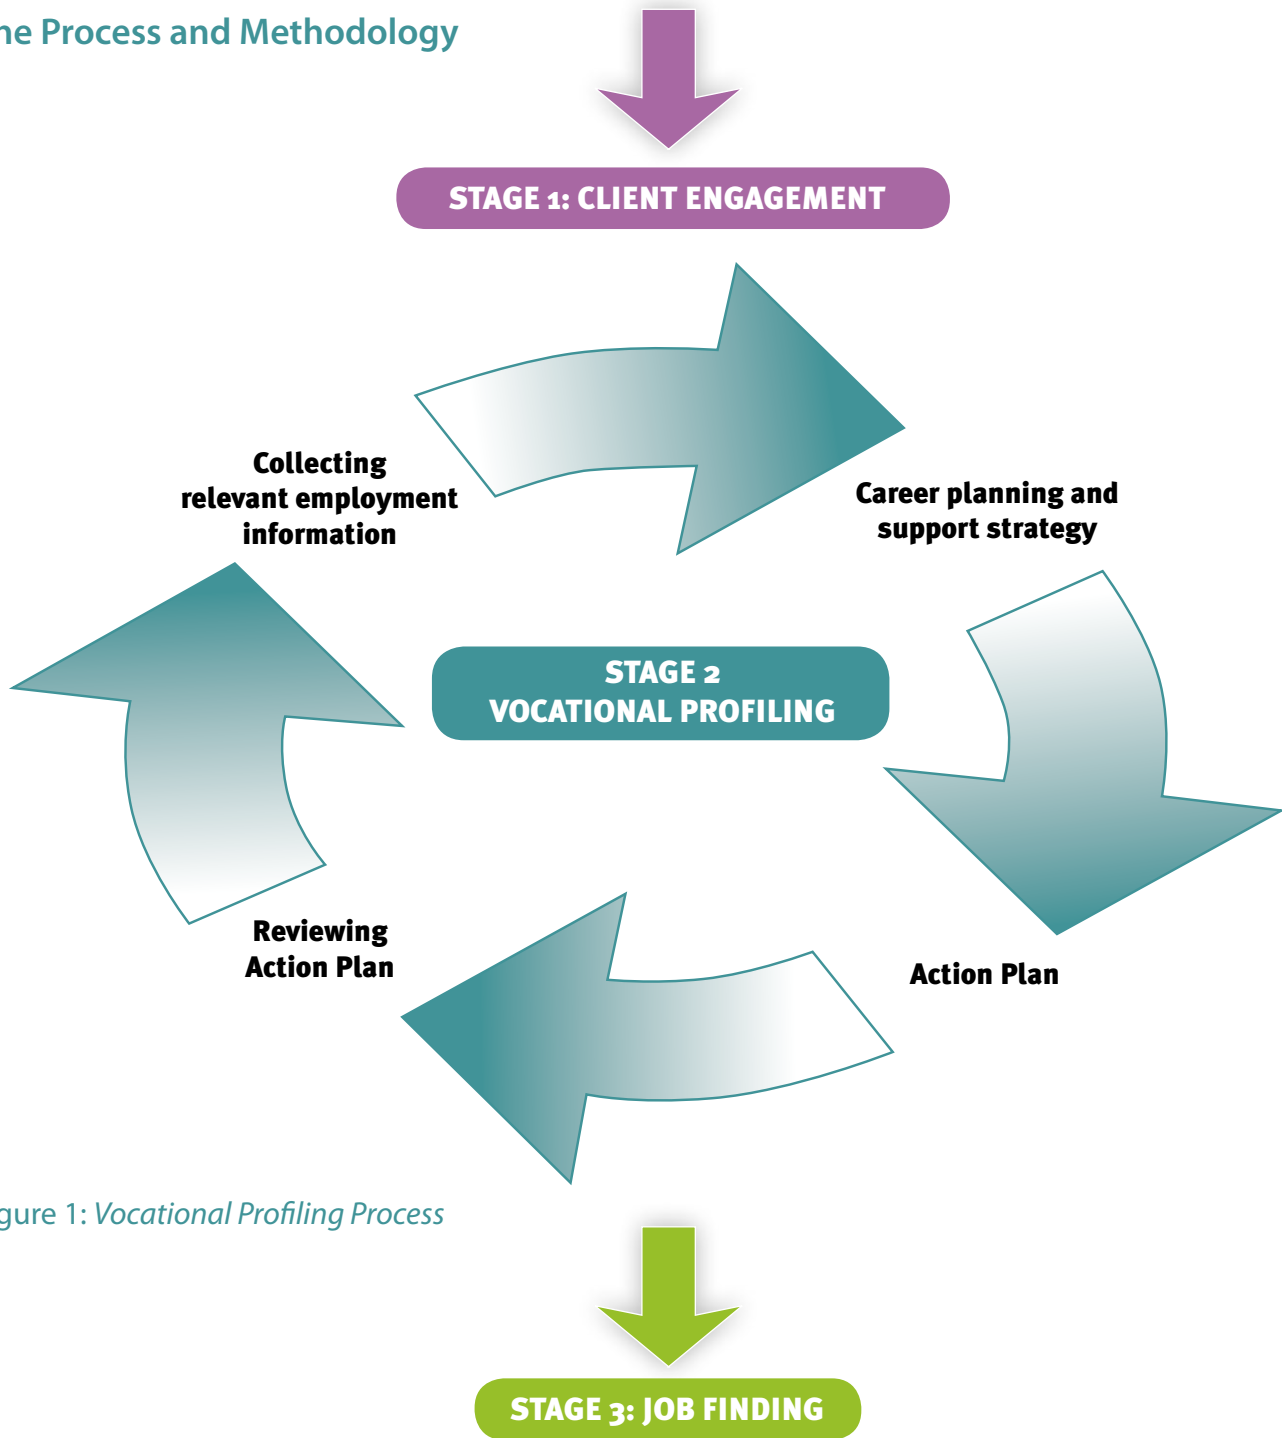 he Process and Methodology
STAGE 1: CLIENT ENGAGEMENT
Collecting
relevant employment
information
Career planning and
support strategy
STAGE 2
VOCATIONAL PROFILING
Reviewing
Action Plan
Action Plan
gure 1: Vocational Profiling Process
STAGE 3: JOB FINDING